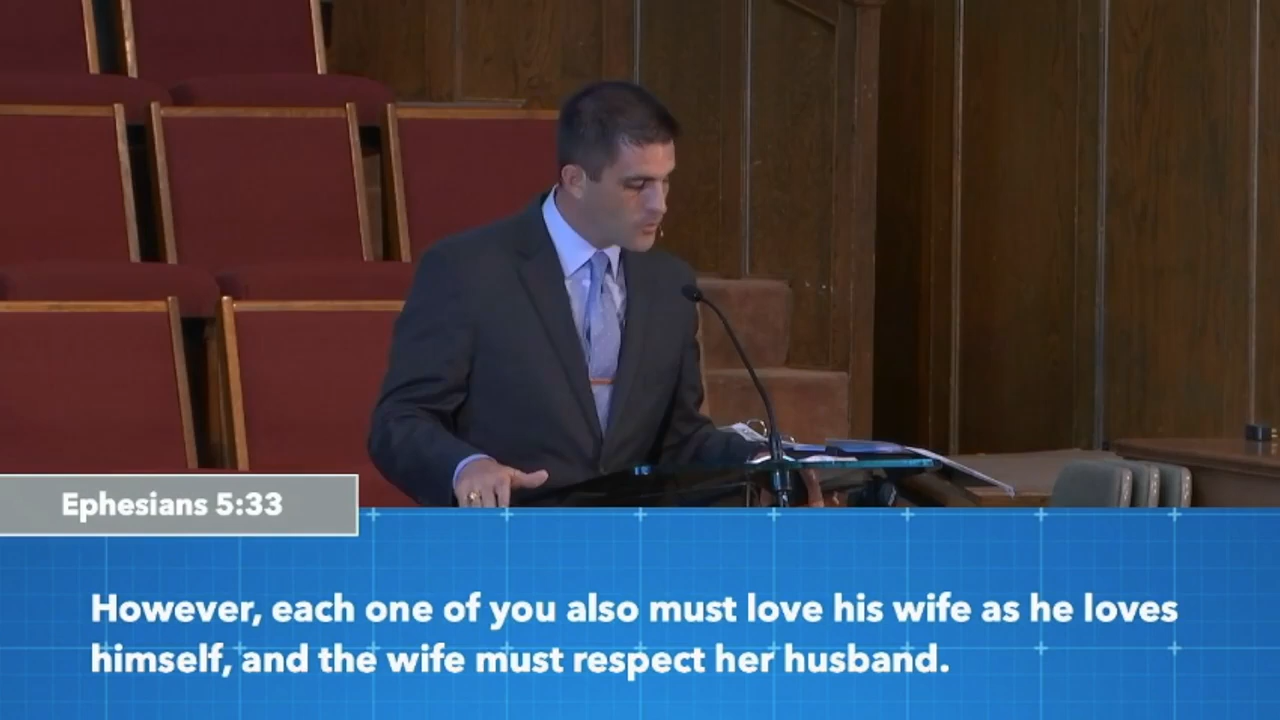 Ephesians 5:33
However, each one of you also must love his wife as he loves
himself, and the wife must respect her husband.